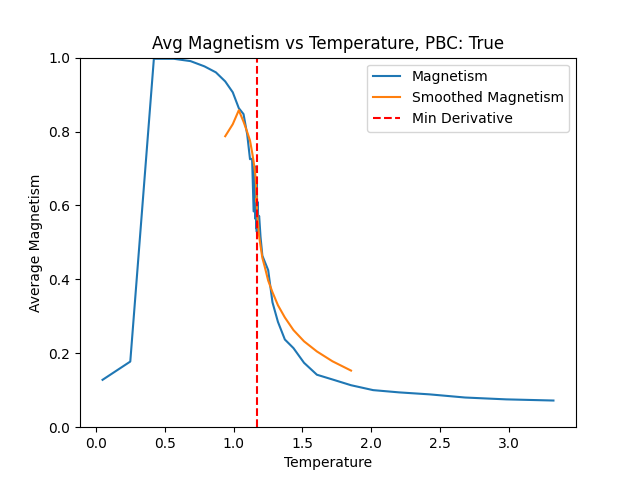 Avg Magnetism vs Temperature, PBC: True
1.0
0.8
0.6
0.4
0.2
0.0
Average Magnetism
Magnetism
Smoothed Magnetism
Min Derivative
0.0 0.5 1.0 1.5 2.0 2.5 3.0
Temperature